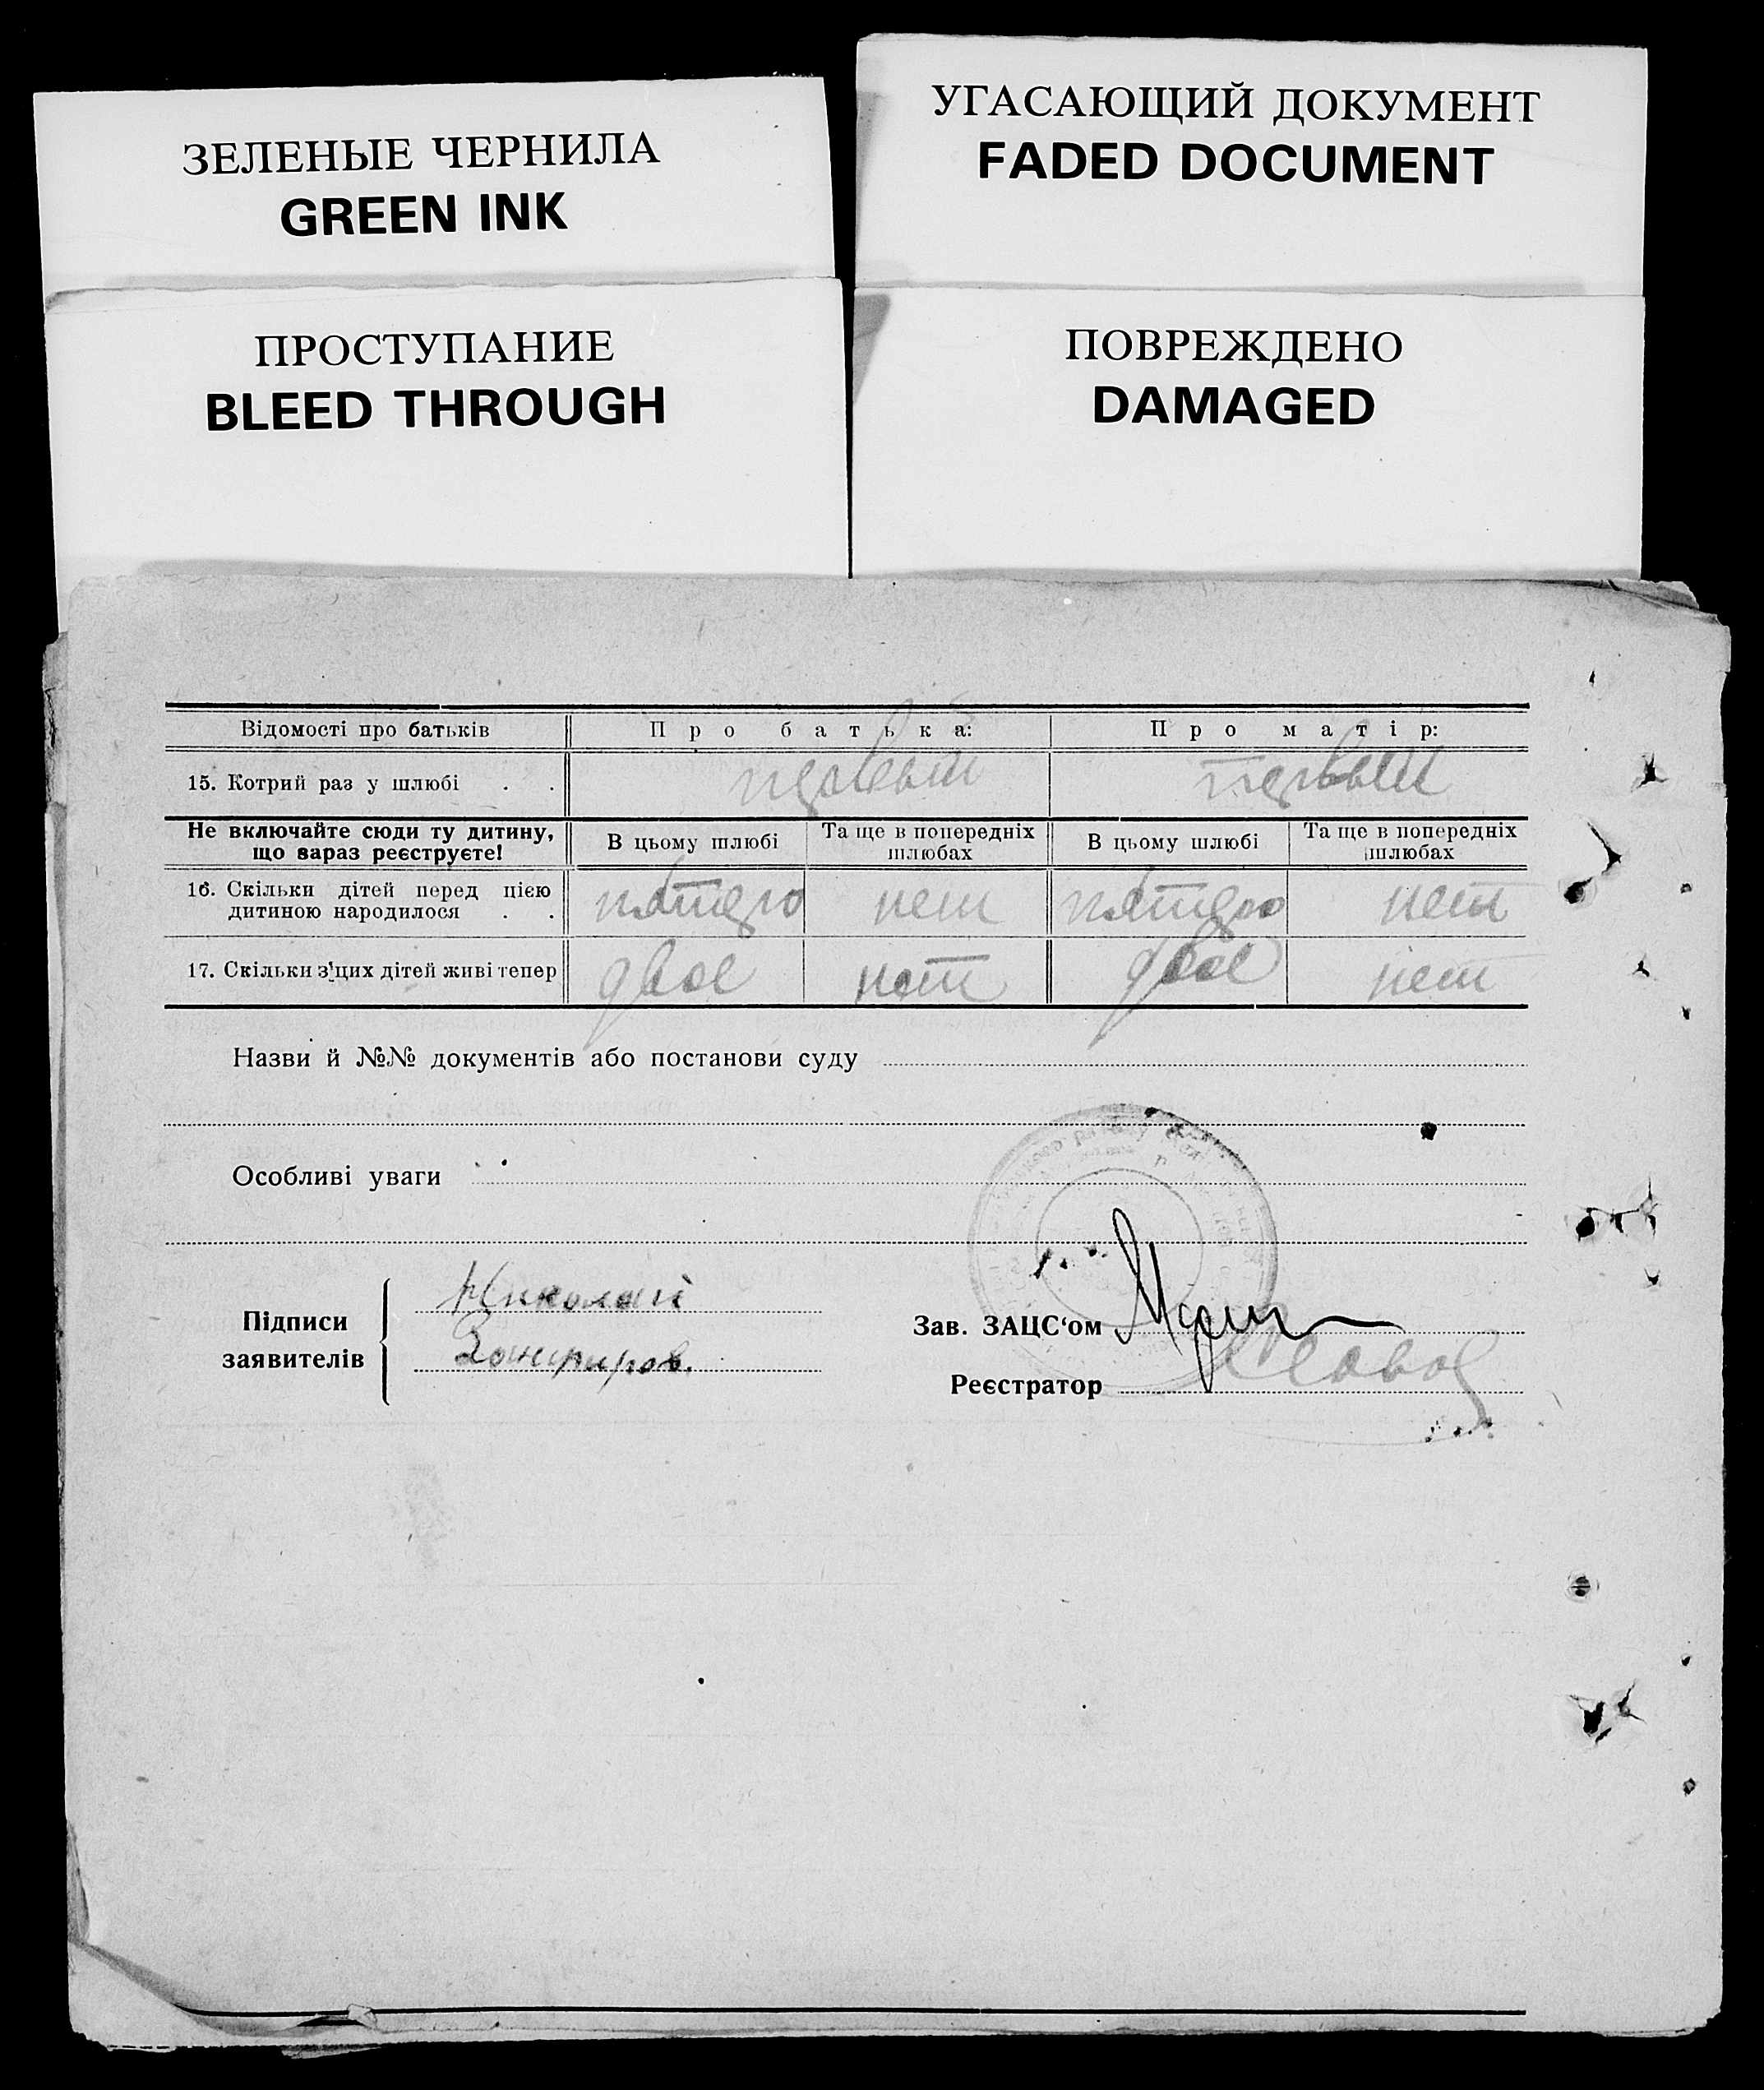 ЗЕЛЕНЫЕ ЧЕРНИЛА
GREEN INK
УГАСАЮЩИЙ ДОКУМЕНТ
FADED DOCUMENT
ПРОСТУПАНИЕ
BLEED THROUGH
ПОВРЕЖДЕНО
DAMAGED
Відомості про батьків Про батька: Про матір:
15. Котрий раз у шлюбі . . первый первый
Не включайте сюди ту дитину, що зараз реєструєте! В цьому шлюбі Та ще в попередніх шлюбах В цьому шлюбі Та ще в попередніх шлюбах
16. Скільки дітей перед цією дитиною народилося . . пятеро нет пятеро нет
17. Скільки з'цих дітей живі тепер двое нет двое нет
Назви й №№ документів або постанови суду
Особливі уваги
Підписи заявителів
Николай
Зав. ЗАЦС‘ом
Реєстратор